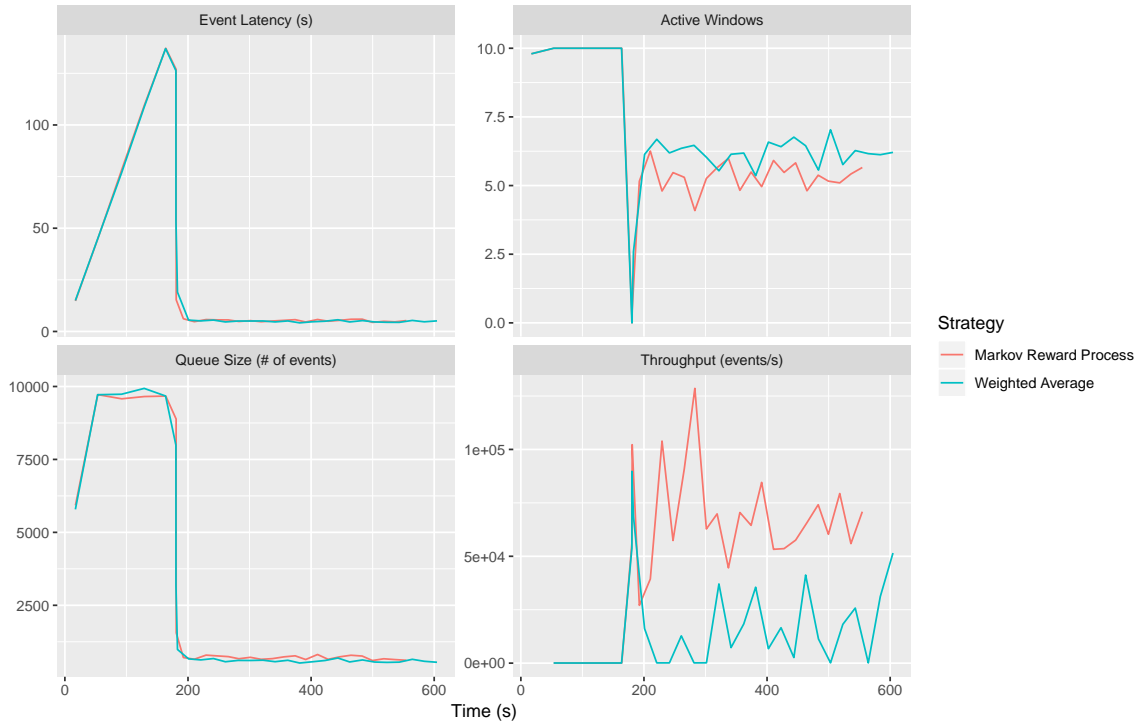 Event Latency (s)
Active Windows
100
50
0
10.0
7.5
5.0
2.5
0.0
Queue Size (# of events)
Throughput (events/s)
10000
7500
5000
2500
1e+05
5e+04
0e+00
0 200 400 600
0 200 400 600
Time (s)
Strategy
Markov Reward Process
Weighted Average